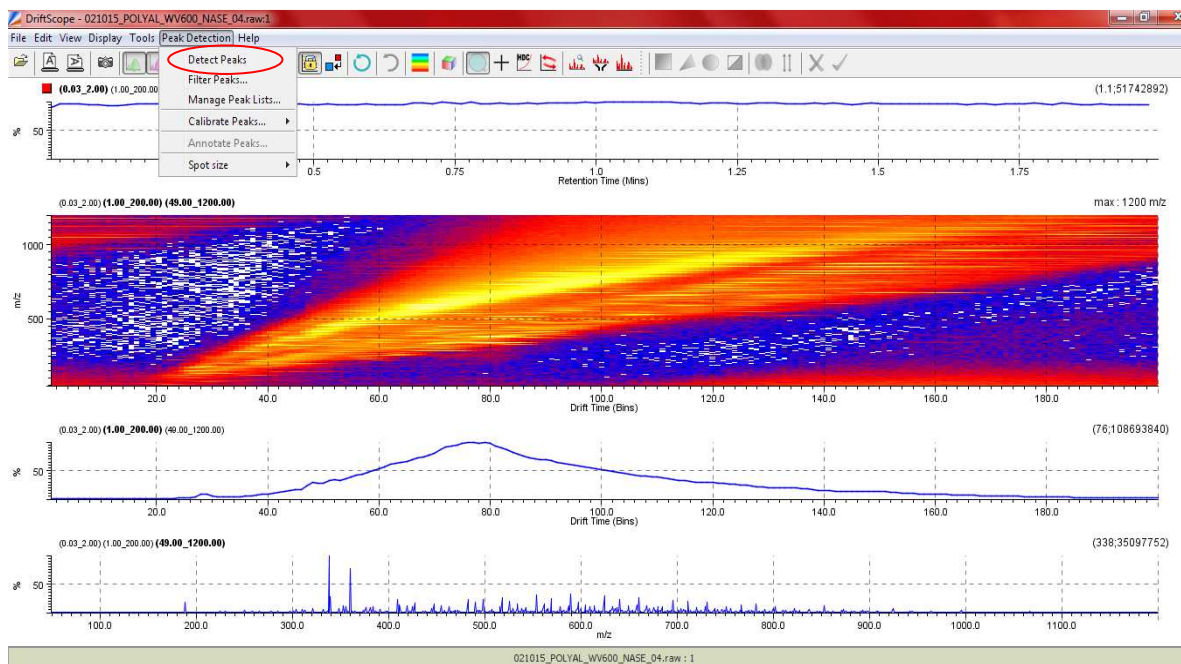 DriftScope - 021015_POLYAL_WV600_NASE_04.raw:1
File Edit View Display Tools Peak Detection Help
Detect Peaks
Filter Peaks...
Manage Peak Lists...
Calibrate Peaks...
Annotate Peaks...
Spot size
(0.03_2.00) (1.00_200.00
(1.1;51742892)
%
50
0.5 0.75 1.0 1.25 1.5 1.75
Retention Time (Mins)
(0.03_2.00) (1.00_200.00) (49.00_1200.00)
max : 1200 m/z
1000
m/z
500
20.0 40.0 60.0 80.0 100.0 120.0 140.0 160.0 180.0
Drift Time (Bins)
(0.03_2.00) (1.00_200.00) (49.00_1200.00)
(76;108693840)
%
50
20.0 40.0 60.0 80.0 100.0 120.0 140.0 160.0 180.0
Drift Time (Bins)
(0.03_2.00) (1.00_200.00) (49.00_1200.00)
(338;35097752)
%
50
100.0 200.0 300.0 400.0 500.0 600.0 700.0 800.0 900.0 1000.0 1100.0
m/z
021015_POLYAL_WV600_NASE_04.raw : 1